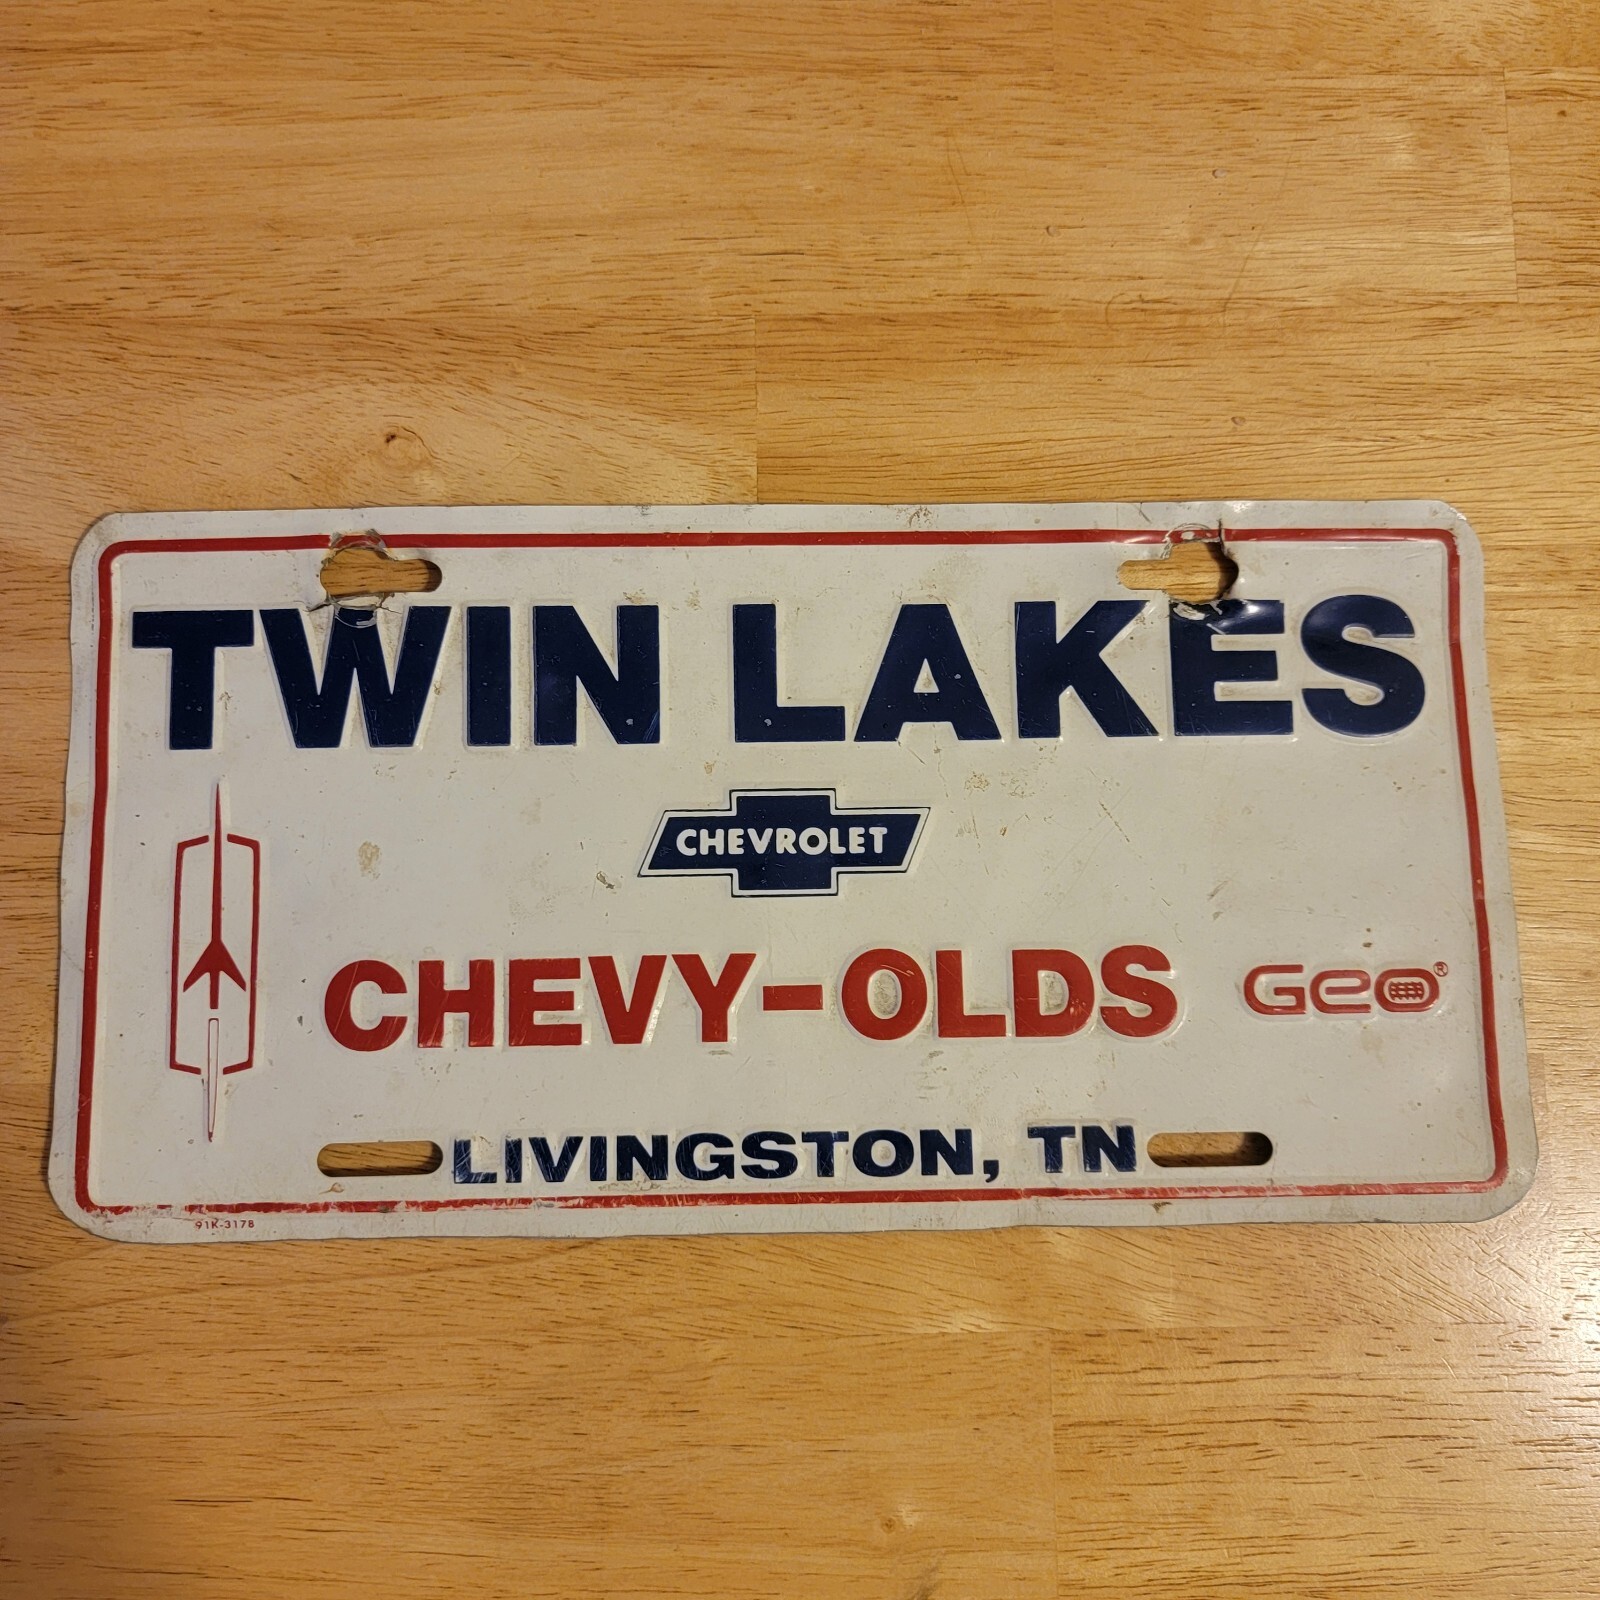 TWIN LAKES
CHEVROLET
CHEVY-OLDS
Geo®
LIVINGSTON, TN
91K-3178